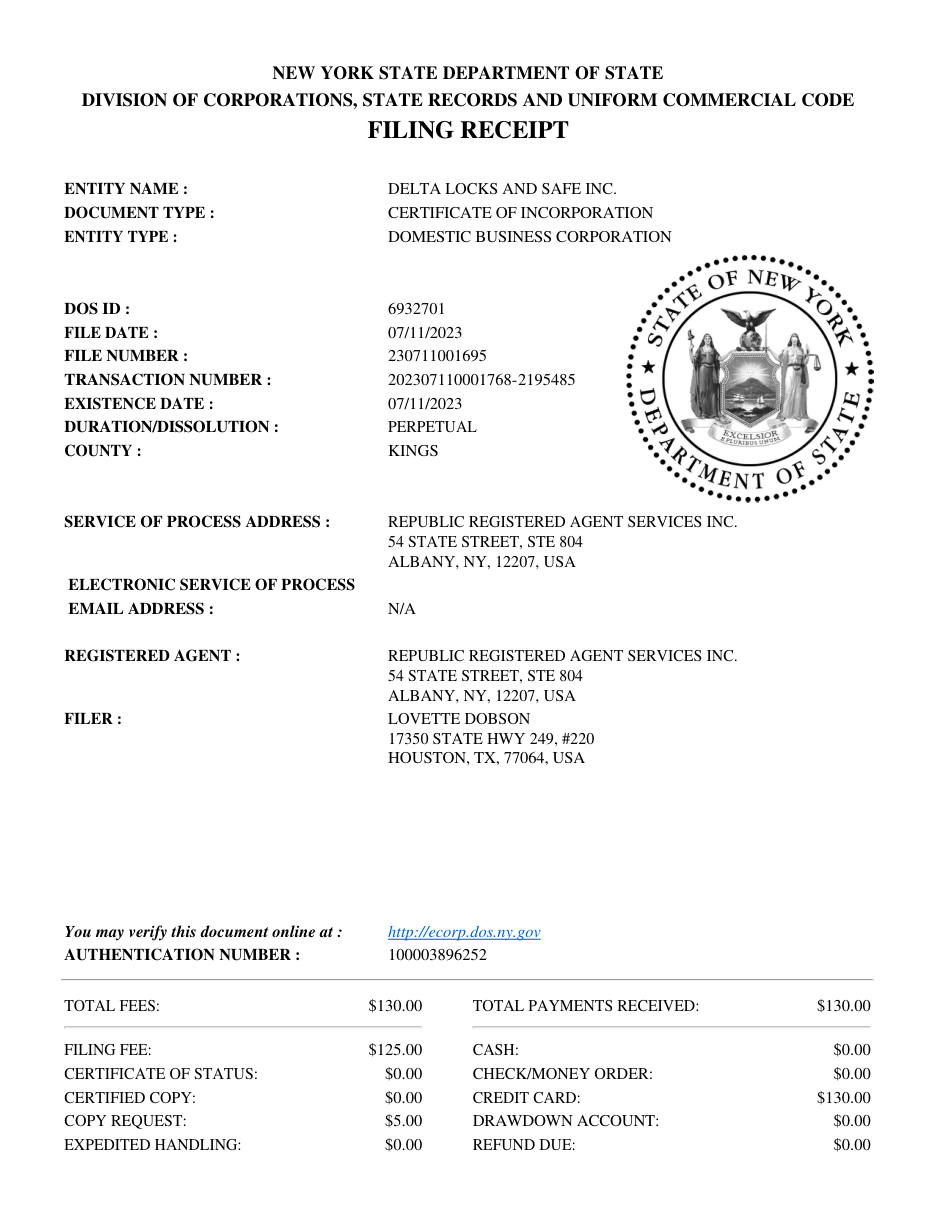 NEW YORK STATE DEPARTMENT OF STATE
DIVISION OF CORPORATIONS, STATE RECORDS AND UNIFORM COMMERCIAL CODE
FILING RECEIPT
ENTITY NAME : DELTA LOCKS AND SAFE INC.
DOCUMENT TYPE : CERTIFICATE OF INCORPORATION
ENTITY TYPE : DOMESTIC BUSINESS CORPORATION
DOS ID : 6932701
FILE DATE : 07/11/2023
FILE NUMBER : 230711001695
TRANSACTION NUMBER : 202307110001768-2195485
EXISTENCE DATE : 07/11/2023
DURATION/DISSOLUTION : PERPETUAL
COUNTY : KINGS
STATE OF NEW YORK
DEPARTMENT OF STATE
EXCELSIOR
E PLURIBUS UNUM
SERVICE OF PROCESS ADDRESS : REPUBLIC REGISTERED AGENT SERVICES INC.
54 STATE STREET, STE 804
ALBANY, NY, 12207, USA
ELECTRONIC SERVICE OF PROCESS
EMAIL ADDRESS : N/A
REGISTERED AGENT : REPUBLIC REGISTERED AGENT SERVICES INC.
54 STATE STREET, STE 804
ALBANY, NY, 12207, USA
FILER : LOVETTE DOBSON
17350 STATE HWY 249, #220
HOUSTON, TX, 77064, USA
You may verify this document online at : http://ecorp.dos.ny.gov
AUTHENTICATION NUMBER : 100003896252
TOTAL FEES: $130.00 TOTAL PAYMENTS RECEIVED: $130.00
FILING FEE: $125.00 CASH: $0.00
CERTIFICATE OF STATUS: $0.00 CHECK/MONEY ORDER: $0.00
CERTIFIED COPY: $0.00 CREDIT CARD: $130.00
COPY REQUEST: $5.00 DRAWDOWN ACCOUNT: $0.00
EXPEDITED HANDLING: $0.00 REFUND DUE: $0.00